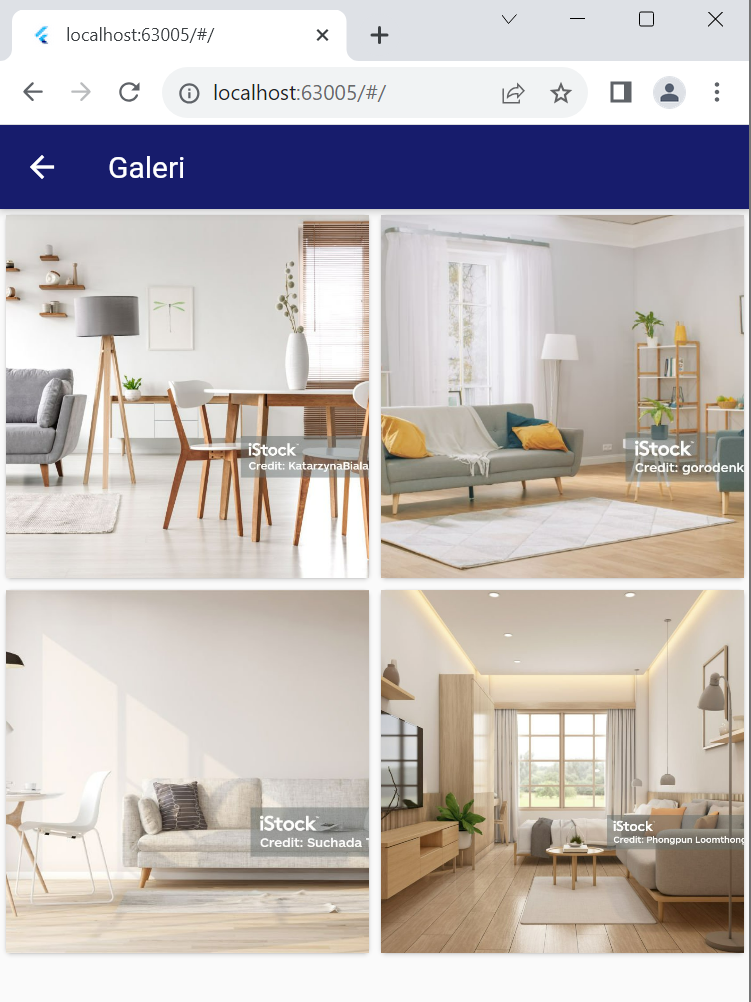 localhost:63005/#/
localhost:63005/#/
Galeri
iStock
Credit: KatarzynaBiala
iStock
Credit: gorodenk
iStock
Credit: Suchada
iStock
Credit: Phongpun Loomthong